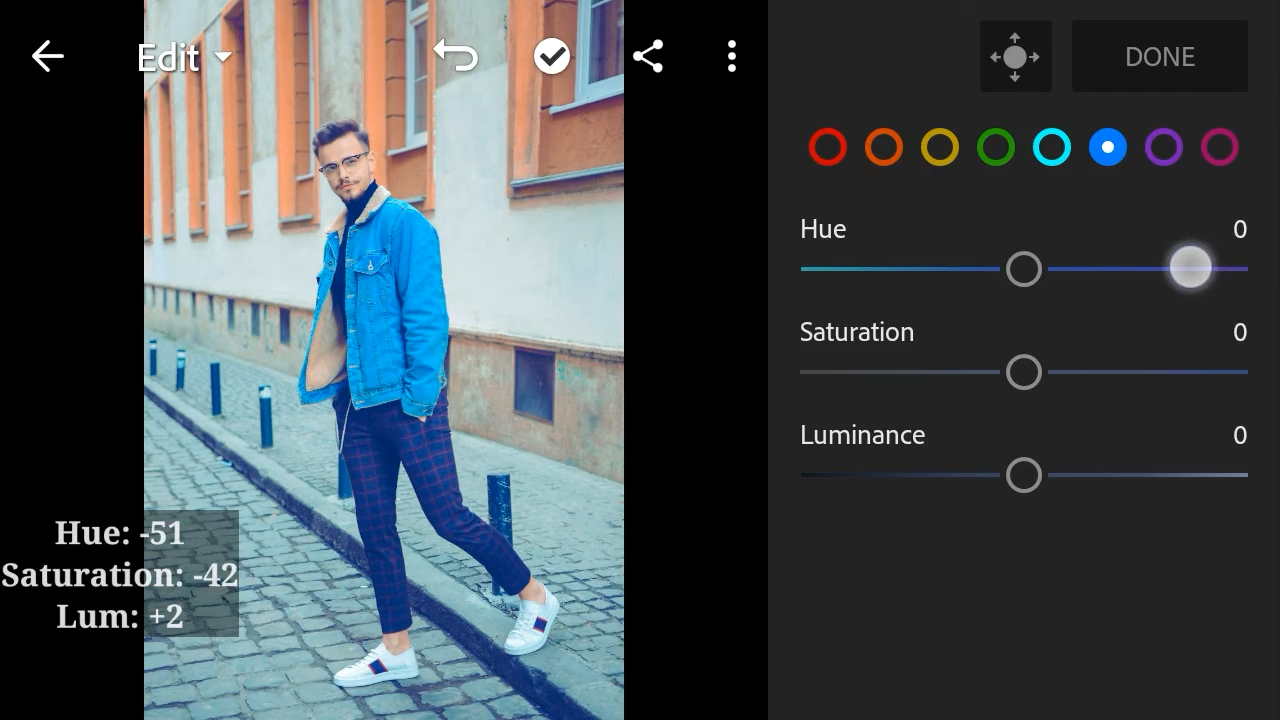 Edit
DONE
Hue 0
Saturation 0
Luminance 0
Hue: -51
Saturation: -42
Lum: +2